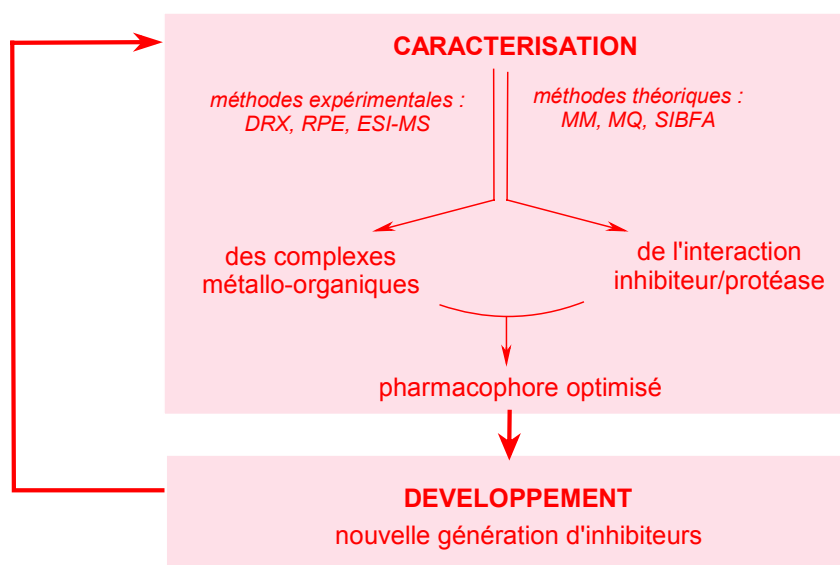 CARACTERISATION
méthodes expérimentales :
DRX, RPE, ESI-MS
méthodes théoriques :
MM, MQ, SIBFA
des complexes
métallo-organiques
de l'interaction
inhibiteur/protéase
pharmacophore optimisé
DEVELOPPEMENT
nouvelle génération d'inhibiteurs